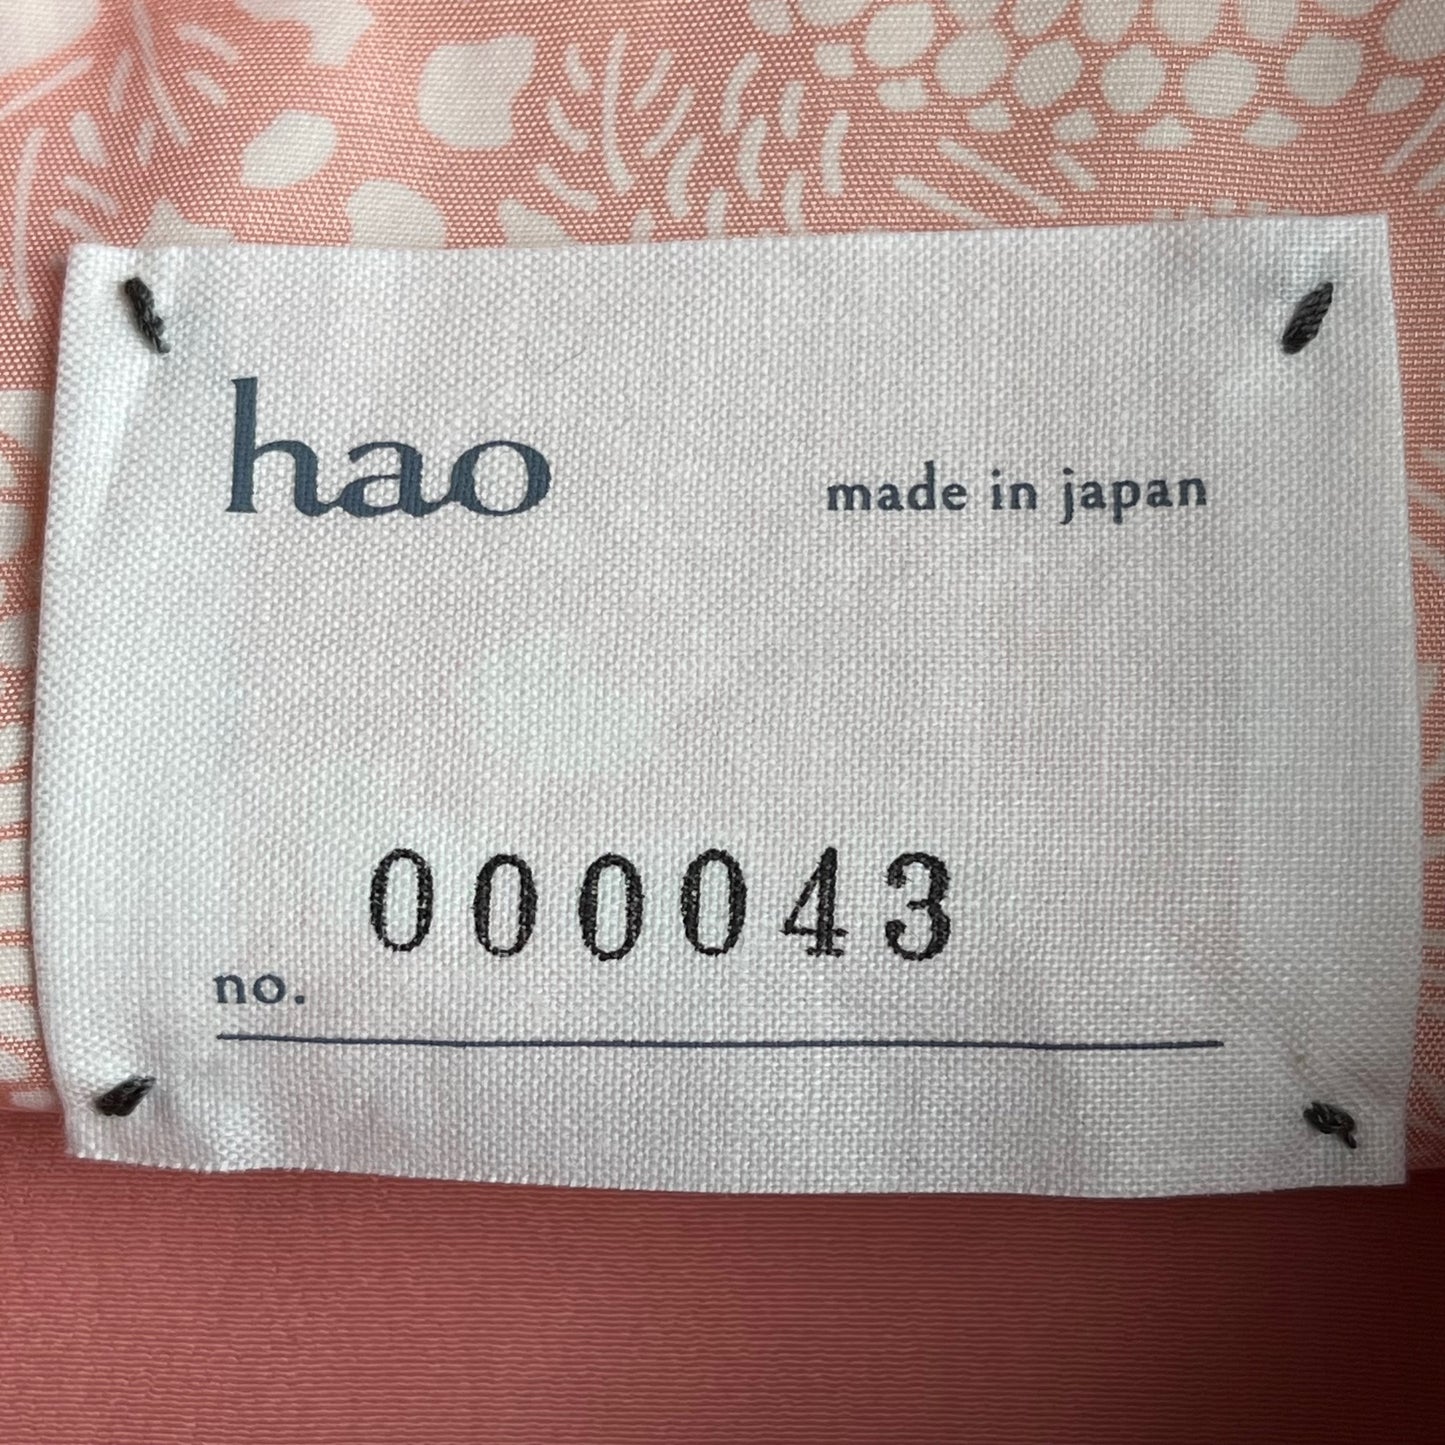 hao
made in japan
no. 000043